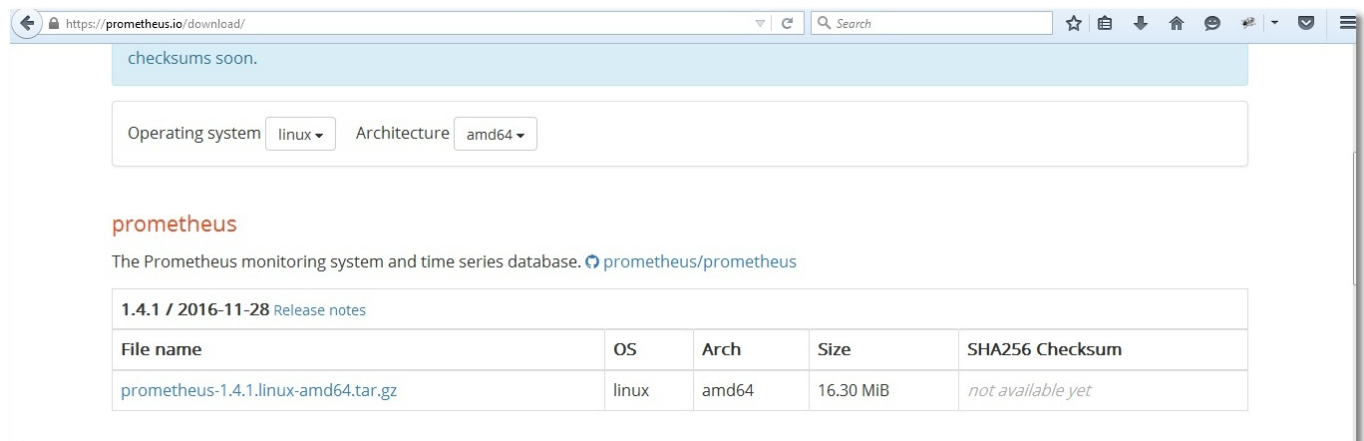 https://prometheus.io/download/
Search
checksums soon.
Operating system linux Architecture amd64
prometheus
The Prometheus monitoring system and time series database. prometheus/prometheus
1.4.1 / 2016-11-28 Release notes
File name OS Arch Size SHA256 Checksum
prometheus-1.4.1.linux-amd64.tar.gz linux amd64 16.30 MiB not available yet